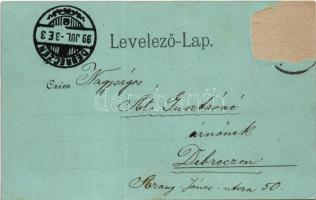 Levelező-Lap.
99 JUL. -3 E 3
Czim Nagyságos
úrnőnek
Debreczen
Arany János-utcza 50.